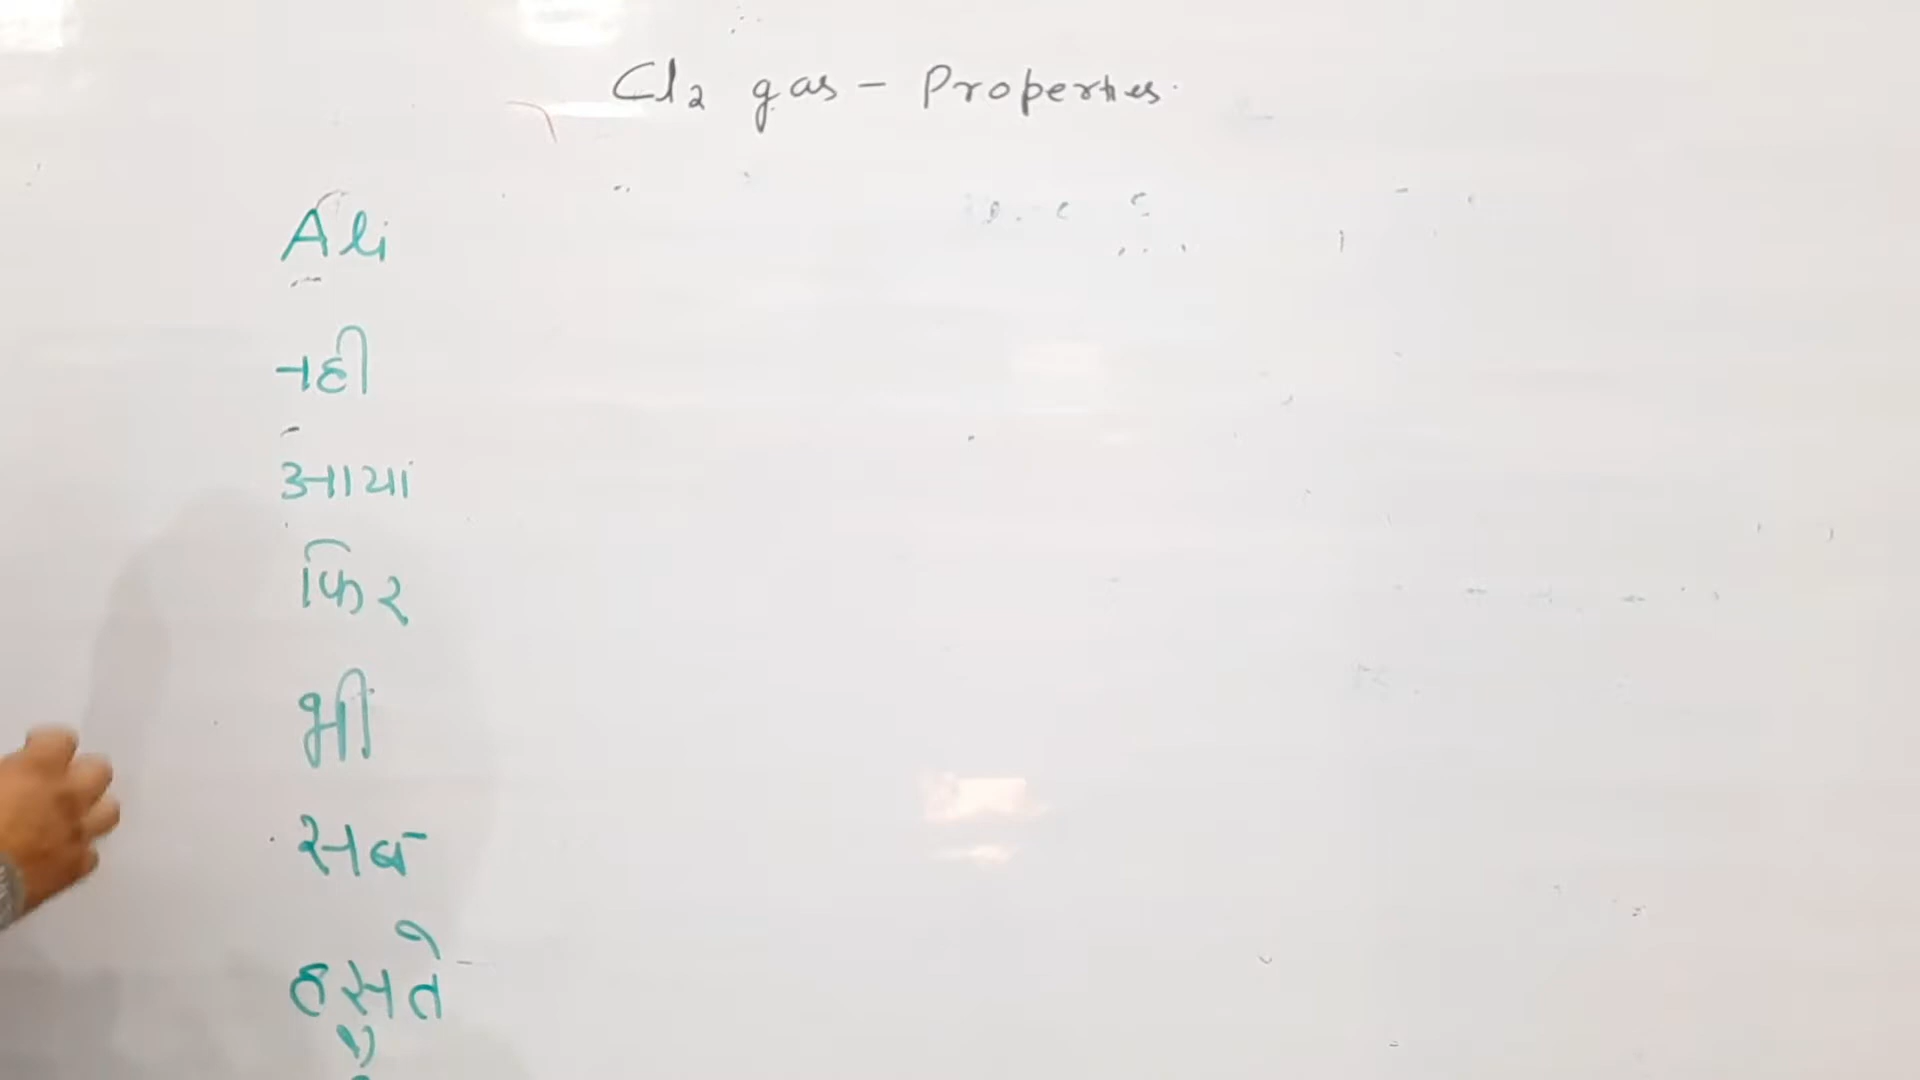 Cl₂ gas - Properties.
Ali
नही
आया
फिर
भी
सब
हसते